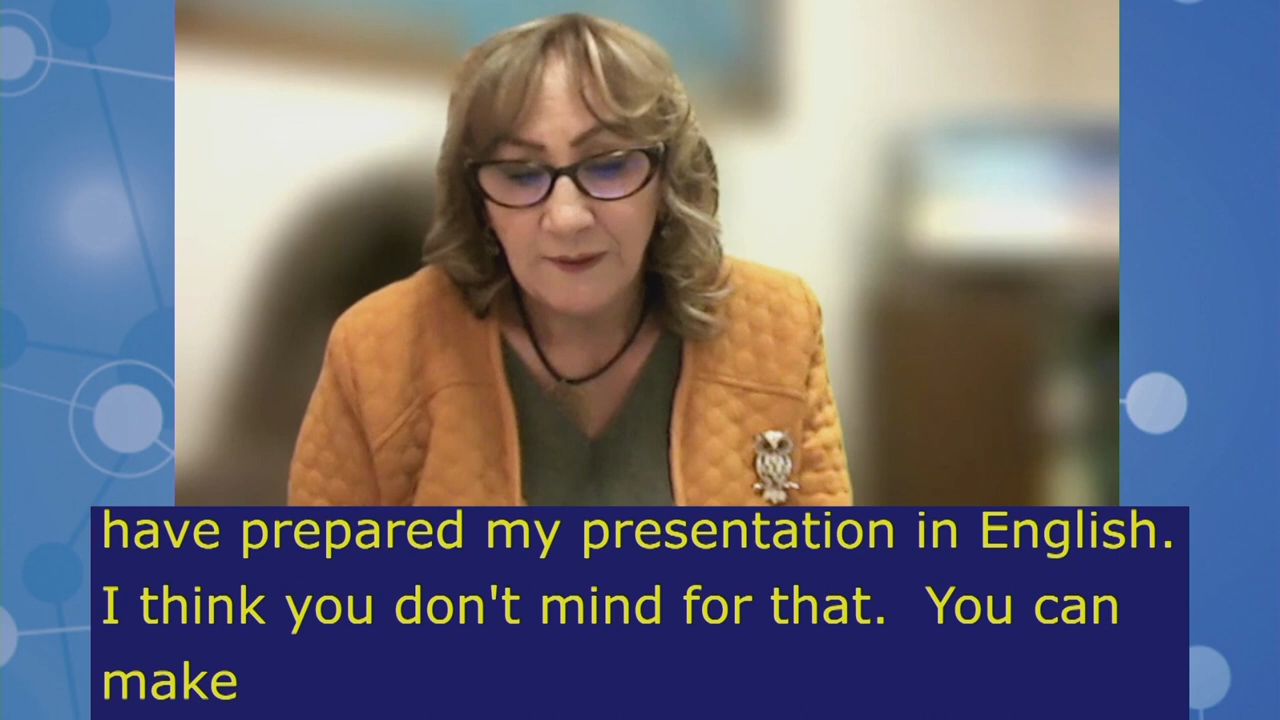 have prepared my presentation in English.
I think you don't mind for that.  You can
make